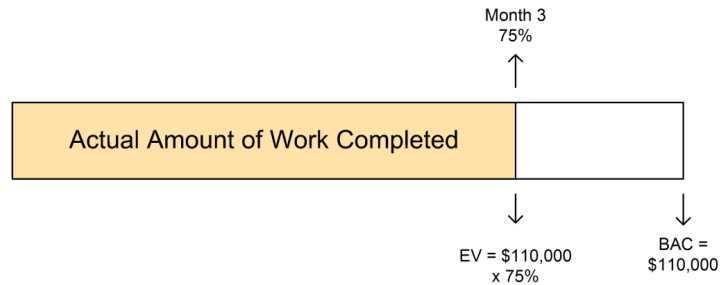 Month 3
75%
Actual Amount of Work Completed
EV = $110,000
x 75%
BAC =
$110,000